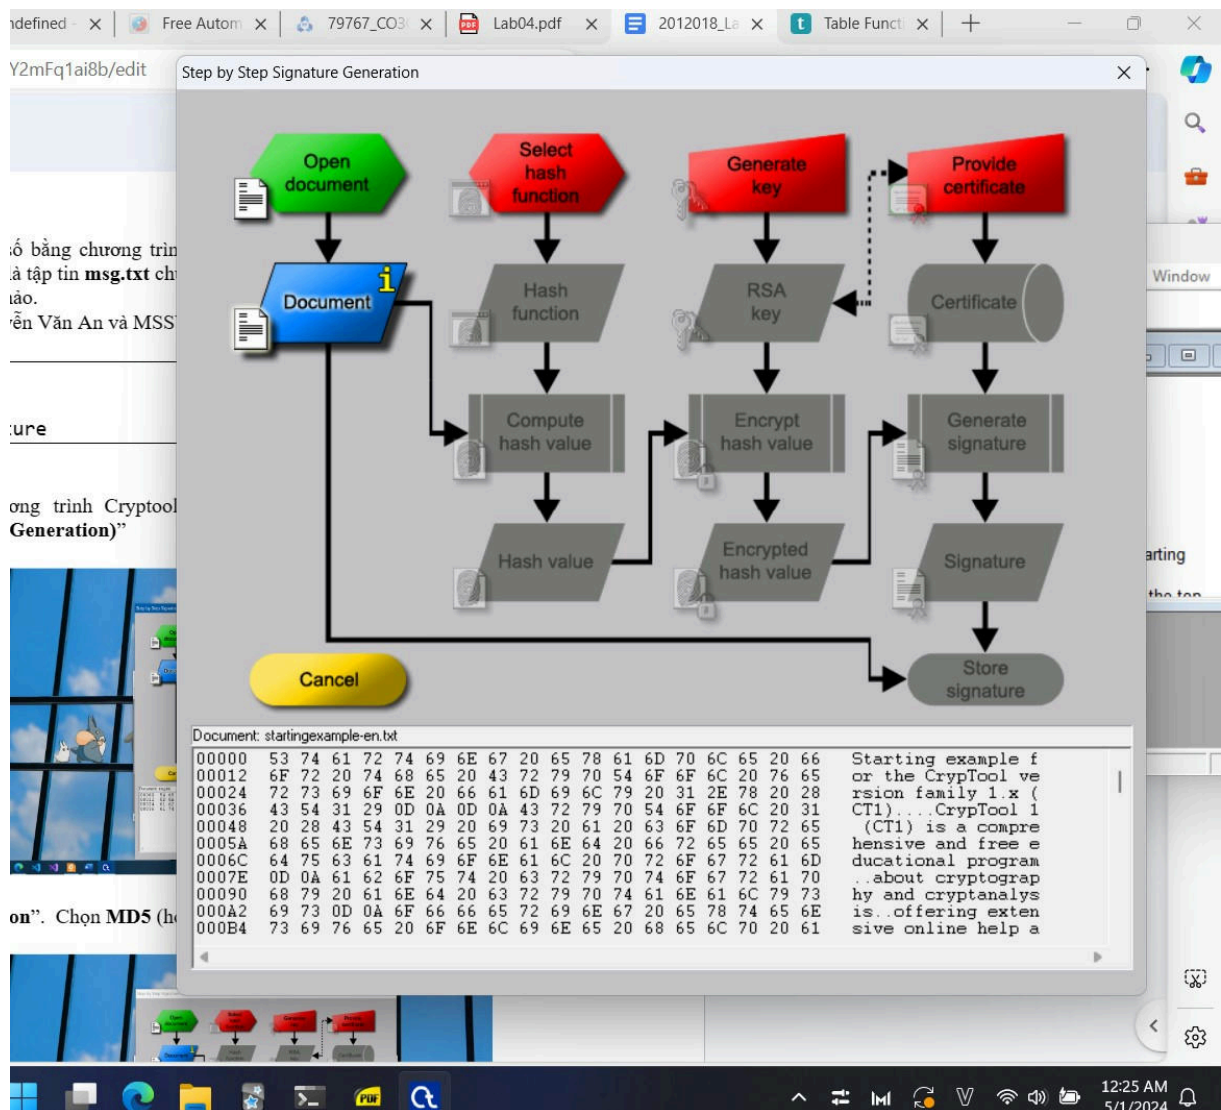 ndefined -
Free Autom
79767_CO3
Lab04.pdf
2012018_La
Table Functi
Y2mFq1ai8b/edit
Step by Step Signature Generation
Open
document
Select
hash
function
Generate
key
Provide
certificate
số bằng chương trìn
là tập tin msg.txt ch
hảo.
yễn Văn An và MSS
Window
Document
i
Hash
function
RSA
key
Certificate
ture
Compute
hash value
Encrypt
hash value
Generate
signature
ơng trình Cryptool
Generation)”
Hash value
Encrypted
hash value
Signature
arting
the top
Cancel
Store
signature
Document: startingexample-en.txt
00000 53 74 61 72 74 69 6E 67 20 65 78 61 6D 70 6C 65 20 66 Starting example f
00012 6F 72 20 74 68 65 20 43 72 79 70 54 6F 6F 6C 20 76 65 or the CrypTool ve
00024 72 73 69 6F 6E 20 66 61 6D 69 6C 79 20 31 2E 78 20 28 rsion family 1.x (
00036 43 54 31 29 0D 0A 0D 0A 43 72 79 70 54 6F 6F 6C 20 31 CT1)....CrypTool 1
00048 20 28 43 54 31 29 20 69 73 20 61 20 63 6F 6D 70 72 65 (CT1) is a compre
0005A 68 65 6E 73 69 76 65 20 61 6E 64 20 66 72 65 65 20 65 hensive and free e
0006C 64 75 63 61 74 69 6F 6E 61 6C 20 70 72 6F 67 72 61 6D ducational program
0007E 0D 0A 61 62 6F 75 74 20 63 72 79 70 74 6F 67 72 61 70 ..about cryptograp
00090 68 79 20 61 6E 64 20 63 72 79 70 74 61 6E 61 6C 79 73 hy and cryptanalys
000A2 69 73 0D 0A 6F 66 66 65 72 69 6E 67 20 65 78 74 65 6E is..offering exten
000B4 73 69 76 65 20 6F 6E 6C 69 6E 65 20 68 65 6C 70 20 61 sive online help a
on”. Chọn MD5 (h
12:25 AM
5/1/2024